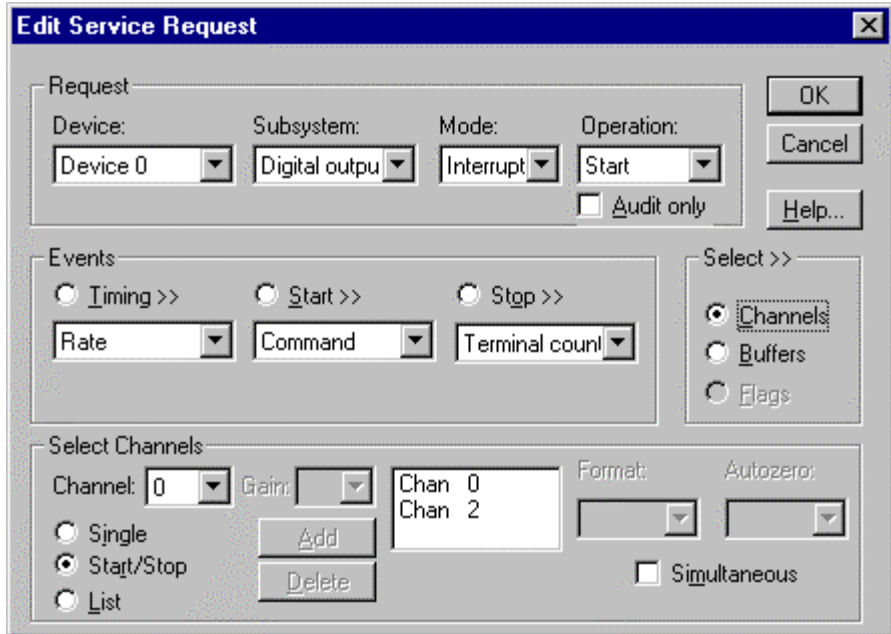 Edit Service Request
Request
OK
Device: Subsystem: Mode: Operation:
Cancel
Device 0 Digital outpu Interrupt Start
Audit only
Help...
Events
Select >>
Timing >> Start >> Stop >>
Channels
Rate Command Terminal count
Buffers
Flags
Select Channels
Channel: 0 Gain: Chan 0 Format: Autozero:
Chan 2
Single Add
Start/Stop Delete Simultaneous
List